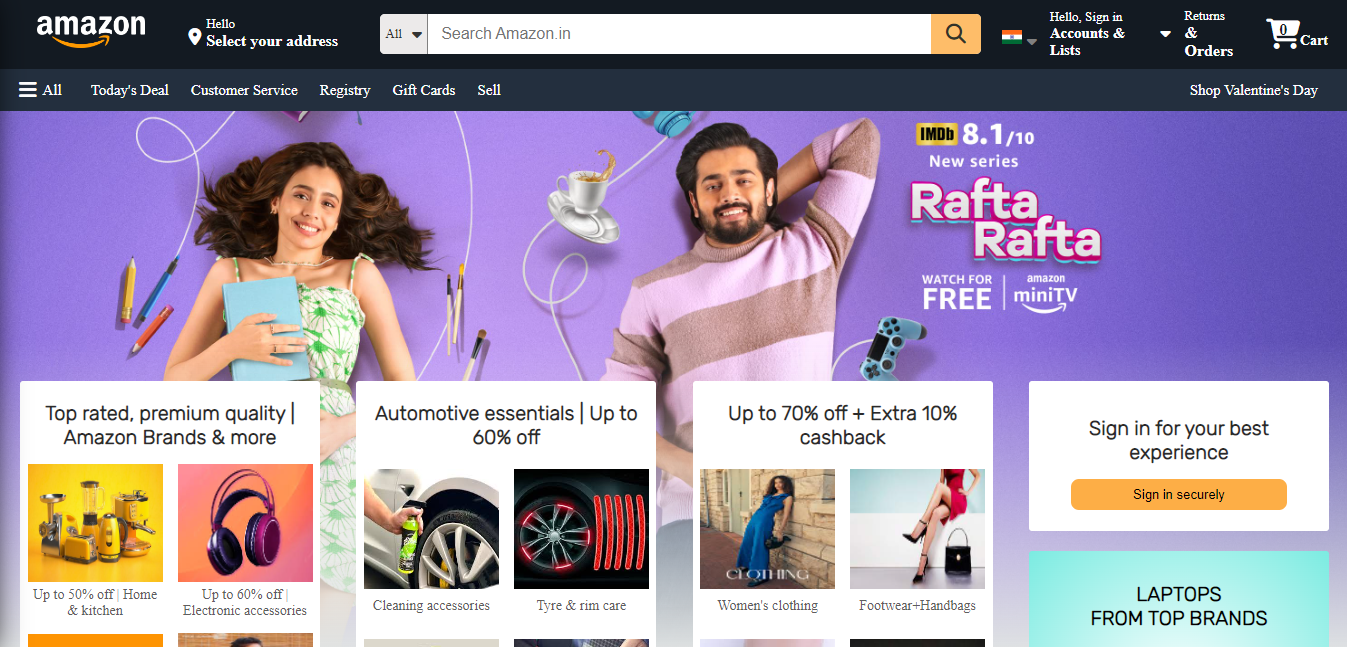 amazon
Hello
Select your address
All
Search Amazon.in
Hello, Sign in
Accounts &
Lists
Returns
&
Orders
0
Cart
All
Today's Deal
Customer Service
Registry
Gift Cards
Sell
Shop Valentine's Day
IMDb 8.1/10
New series
Rafta
Rafta
WATCH FOR
FREE
amazon
miniTV
Top rated, premium quality |
Amazon Brands & more
Up to 50% off | Home
& kitchen
Up to 60% off |
Electronic accessories
Automotive essentials | Up to
60% off
Cleaning accessories
Tyre & rim care
Up to 70% off + Extra 10%
cashback
CLOTHING
Women's clothing
Footwear+Handbags
Sign in for your best
experience
Sign in securely
LAPTOPS
FROM TOP BRANDS